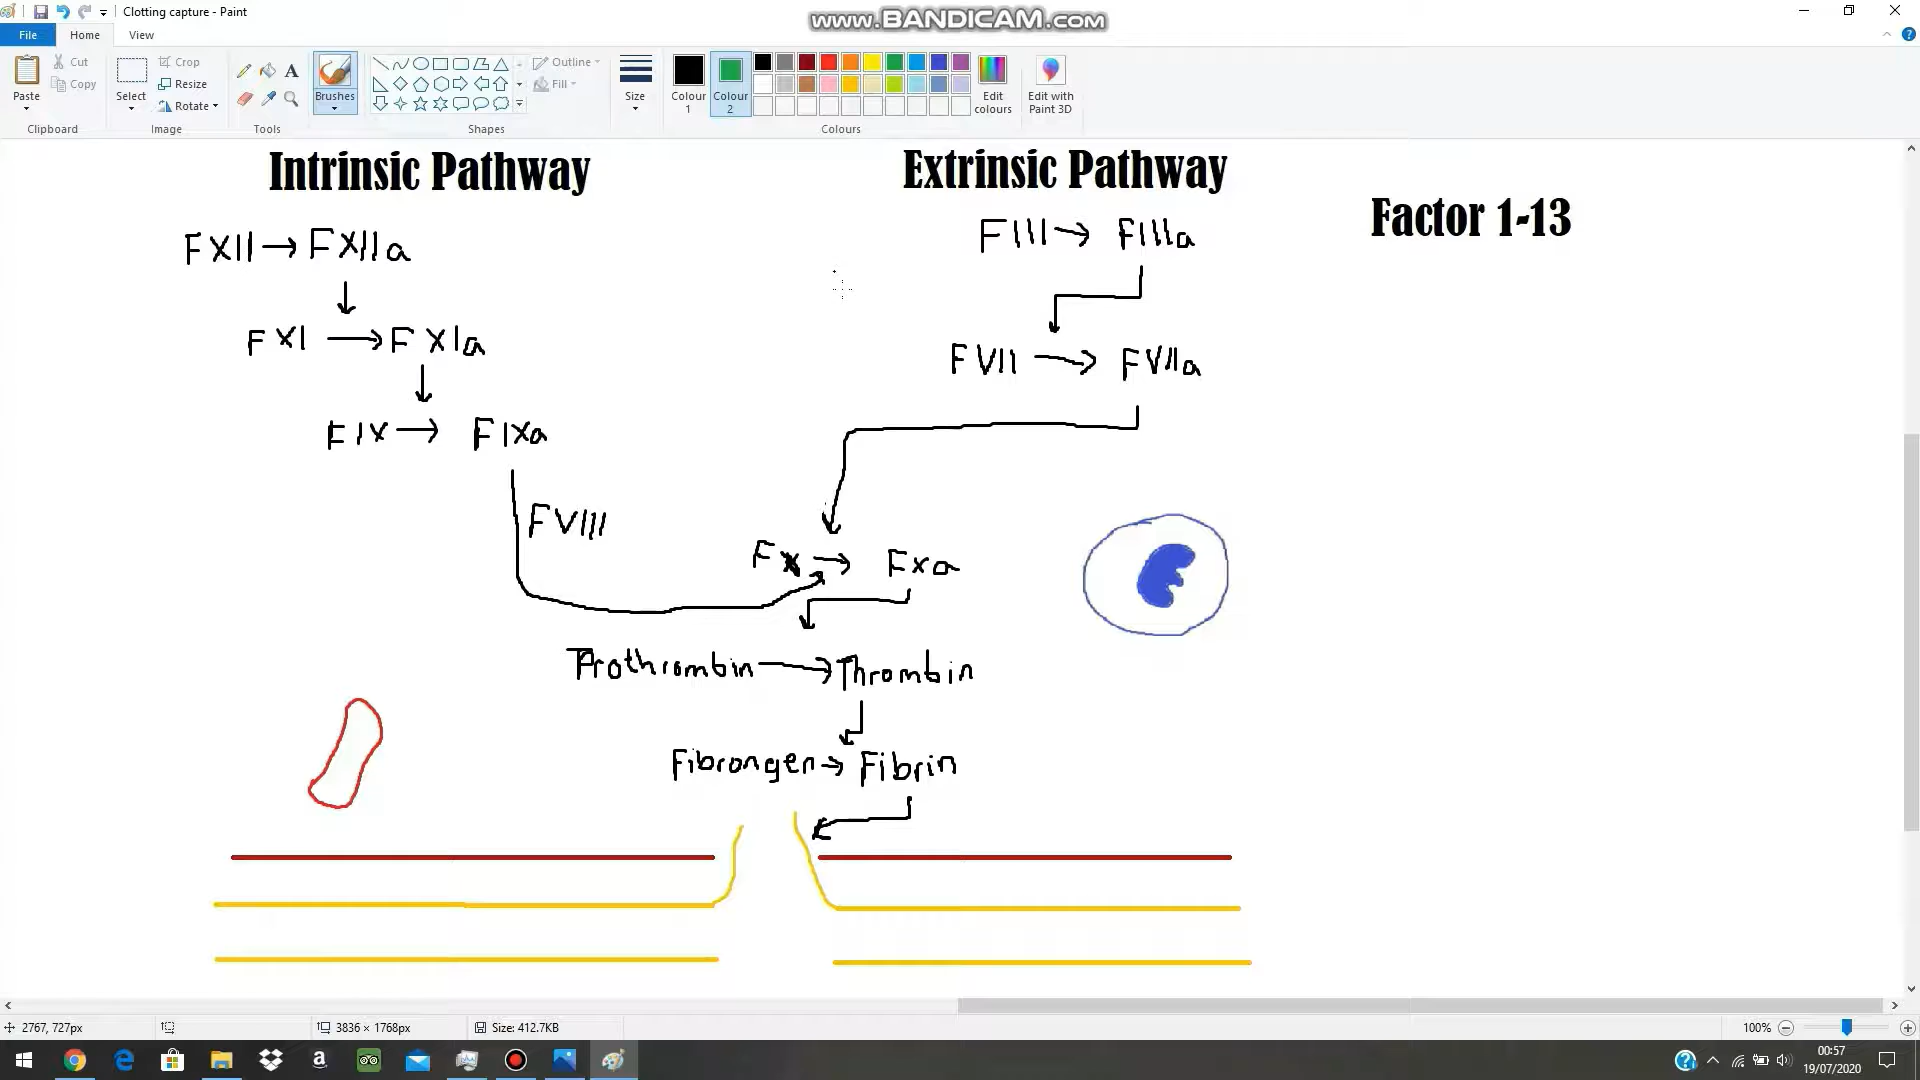 Clotting capture - Paint
www.BANDICAM.com
File Home View
Cut
Copy
Paste
Clipboard
Select
Crop
Resize
Rotate
Image
Tools
Brushes
Shapes
Outline
Fill
Size
Colour 1
Colour 2
Colours
Edit colours
Edit with Paint 3D
Intrinsic Pathway
Extrinsic Pathway
Factor 1-13
FXII → FXIIa
FIII → FIIIa
FXI → FXIa
FVII → FVIIa
FIX → FIXa
FVIII
Fx → Fxa
Prothrombin → Thrombin
Fibrongen → Fibrin
2767, 727px
3836 × 1768px
Size: 412.7KB
100%
00:57
19/07/2020